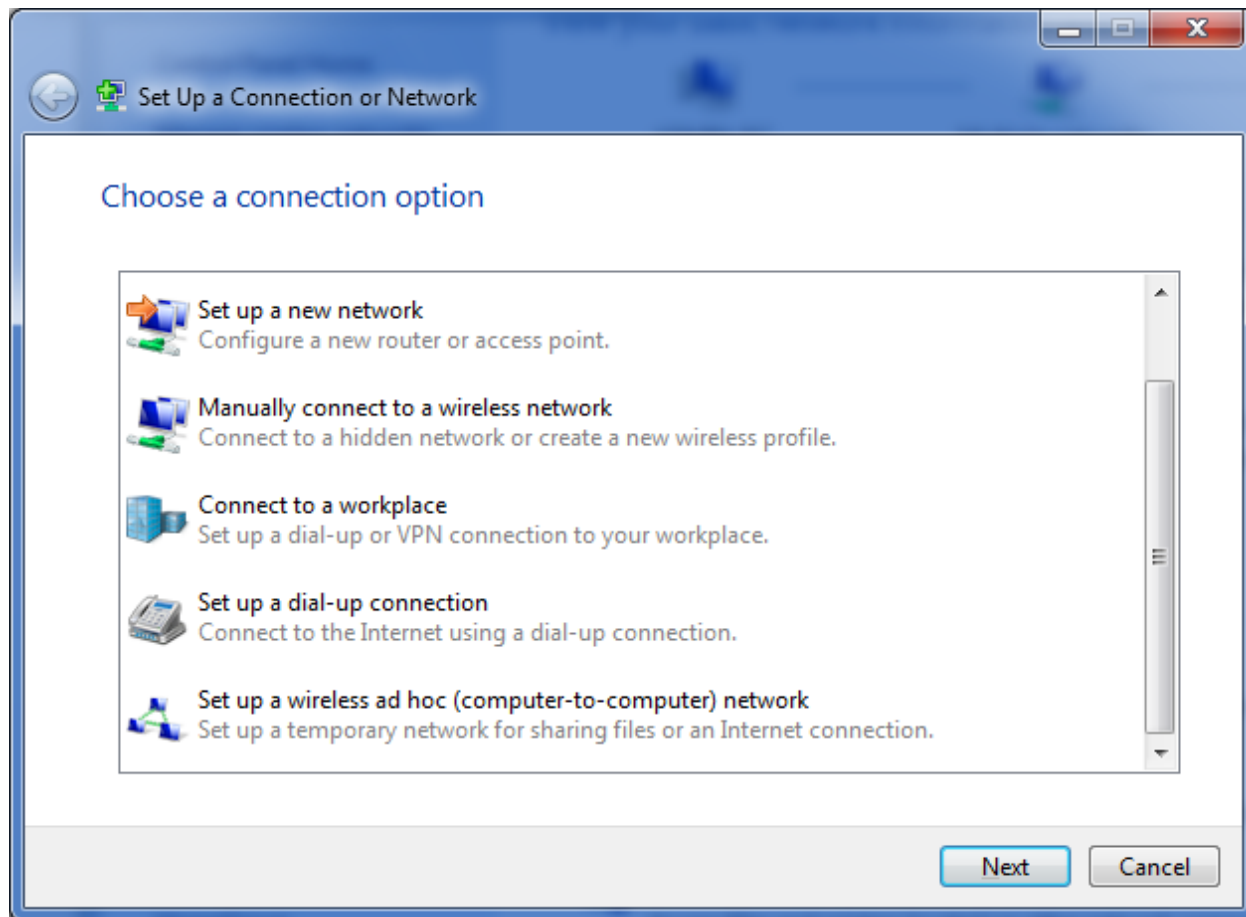 Set Up a Connection or Network
Choose a connection option
Set up a new network
Configure a new router or access point.
Manually connect to a wireless network
Connect to a hidden network or create a new wireless profile.
Connect to a workplace
Set up a dial-up or VPN connection to your workplace.
Set up a dial-up connection
Connect to the Internet using a dial-up connection.
Set up a wireless ad hoc (computer-to-computer) network
Set up a temporary network for sharing files or an Internet connection.
Next
Cancel